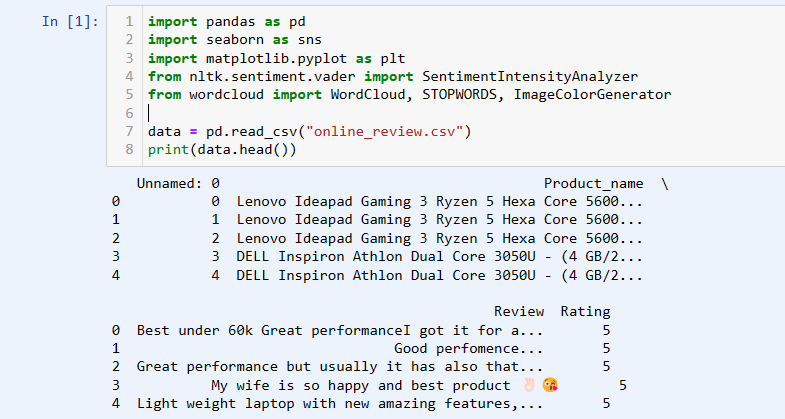 In [1]:
1 import pandas as pd
2 import seaborn as sns
3 import matplotlib.pyplot as plt
4 from nltk.sentiment.vader import SentimentIntensityAnalyzer
5 from wordcloud import WordCloud, STOPWORDS, ImageColorGenerator
6
7 data = pd.read_csv("online_review.csv")
8 print(data.head())
Unnamed: 0 Product_name \
0 0 Lenovo Ideapad Gaming 3 Ryzen 5 Hexa Core 5600...
1 1 Lenovo Ideapad Gaming 3 Ryzen 5 Hexa Core 5600...
2 2 Lenovo Ideapad Gaming 3 Ryzen 5 Hexa Core 5600...
3 3 DELL Inspiron Athlon Dual Core 3050U - (4 GB/2...
4 4 DELL Inspiron Athlon Dual Core 3050U - (4 GB/2...
Review Rating
0 Best under 60k Great performanceI got it for a... 5
1 Good perfomence... 5
2 Great performance but usually it has also that... 5
3 My wife is so happy and best product 👌🏻😘 5
4 Light weight laptop with new amazing features,... 5